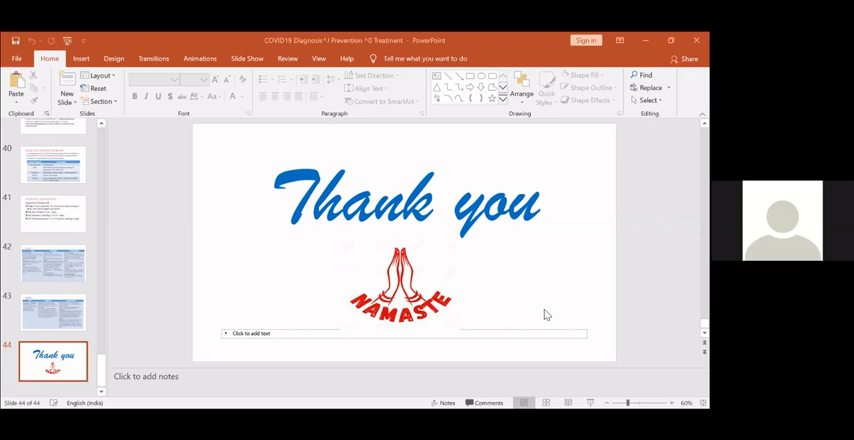 COVID19 Diagnosis^J Prevention ^0 Treatment - PowerPoint
Sign in
File Home Insert Design Transitions Animations Slide Show Review View Help Tell me what you want to do Share
Paste
New Slide
Layout
Reset
Section
Text Direction
Align Text
Convert to SmartArt
Arrange
Quick Styles
Shape Fill
Shape Outline
Shape Effects
Find
Replace
Select
Clipboard Slides Font Paragraph Drawing Editing
40
41
42
43
44
Thank you
Thank you
NAMASTE
• Click to add text
Click to add notes
Slide 44 of 44 English (India) Notes Comments 60%